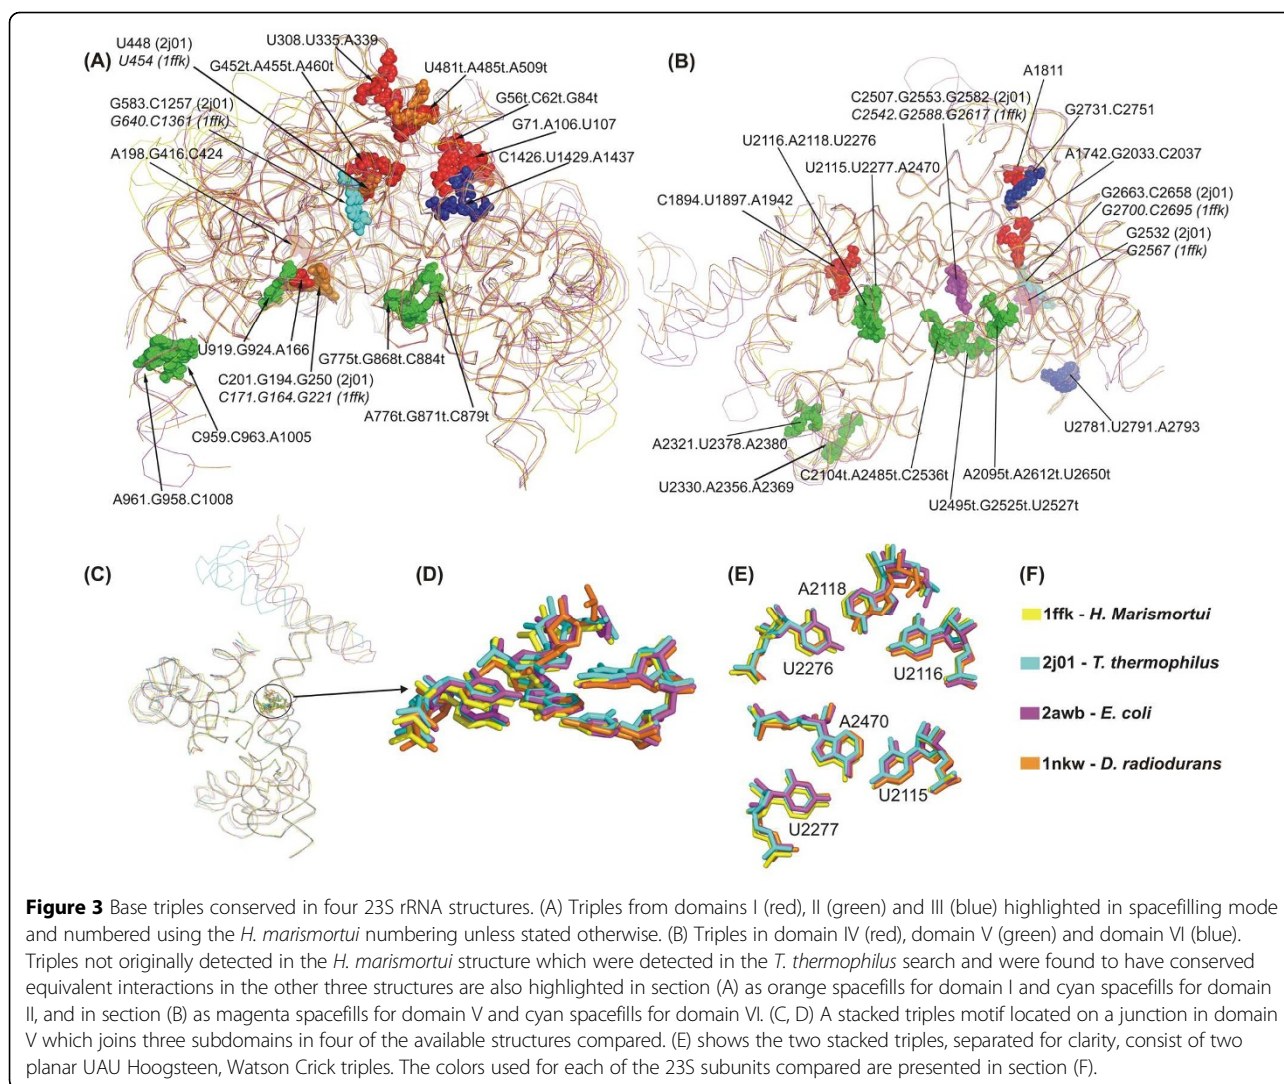 (A)
U448 (2j01)
U454 (1ffk)
U308.U335.A339
G452t.A455t.A460t
U481t.A485t.A509t
G583.C1257 (2j01)
G640.C1361 (1ffk)
G56t.C62t.G84t
G71.A106.U107
A198.G416.C424
C1426.U1429.A1437
U919.G924.A166
G775t.G868t.C884t
C201.G194.G250 (2j01)
C171.G164.G221 (1ffk)
A776t.G871t.C879t
C959.C963.A1005
A961.G958.C1008
(B)
A1811
C2507.G2553.G2582 (2j01)
C2542.G2588.G2617 (1ffk)
G2731.C2751
U2116.A2118.U2276
A1742.G2033.C2037
U2115.U2277.A2470
C1894.U1897.A1942
G2663.C2658 (2j01)
G2700.C2695 (1ffk)
G2532 (2j01)
G2567 (1ffk)
U2781.U2791.A2793
A2321.U2378.A2380
C2104t.A2485t.C2536t
A2095t.A2612t.U2650t
U2330.A2356.A2369
U2495t.G2525t.U2527t
(C)
(D)
(E)
A2118
U2276
U2116
A2470
U2115
U2277
(F)
1ffk - H. Marismortui
2j01 - T. thermophilus
2awb - E. coli
1nkw - D. radiodurans
Figure 3 Base triples conserved in four 23S rRNA structures. (A) Triples from domains I (red), II (green) and III (blue) highlighted in spacefilling mode
and numbered using the H. marismortui numbering unless stated otherwise. (B) Triples in domain IV (red), domain V (green) and domain VI (blue).
Triples not originally detected in the H. marismortui structure which were detected in the T. thermophilus search and were found to have conserved
equivalent interactions in the other three structures are also highlighted in section (A) as orange spacefills for domain I and cyan spacefills for domain
II, and in section (B) as magenta spacefills for domain V and cyan spacefills for domain VI. (C, D) A stacked triples motif located on a junction in domain
V which joins three subdomains in four of the available structures compared. (E) shows the two stacked triples, separated for clarity, consist of two
planar UAU Hoogsteen, Watson Crick triples. The colors used for each of the 23S subunits compared are presented in section (F).